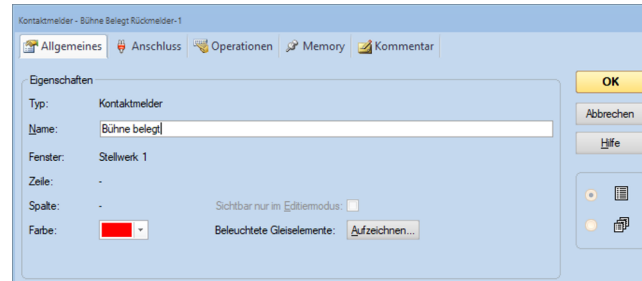 Kontaktmelder - Bühne Belegt Rückmelder-1
Allgemeines Anschluss Operationen Memory Kommentar
Eigenschaften
OK
Typ: Kontaktmelder
Abbrechen
Name: Bühne belegt
Hilfe
Fenster: Stellwerk 1
Zeile: -
Spalte: - Sichtbar nur im Editiermodus:
Farbe: Beleuchtete Gleiselemente: Aufzeichnen...